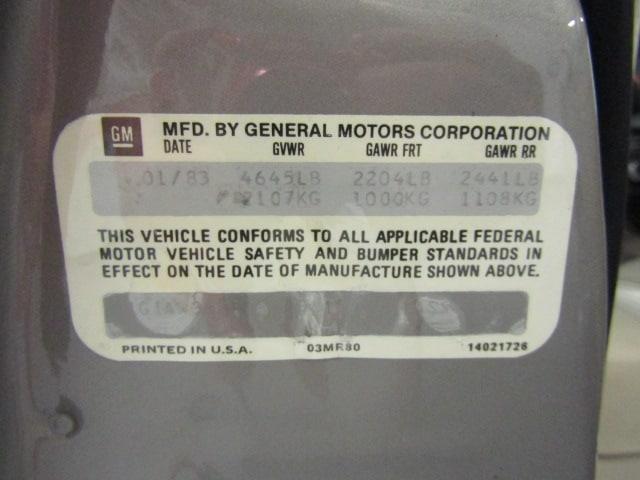 GM MFD. BY GENERAL MOTORS CORPORATION
DATE GVWR GAWR FRT GAWR RR
01/83 4645LB 2204LB 2441LB
2107KG 1000KG 1108KG
THIS VEHICLE CONFORMS TO ALL APPLICABLE FEDERAL
MOTOR VEHICLE SAFETY AND BUMPER STANDARDS IN
EFFECT ON THE DATE OF MANUFACTURE SHOWN ABOVE.
PRINTED IN U.S.A. 03MR80 14021726